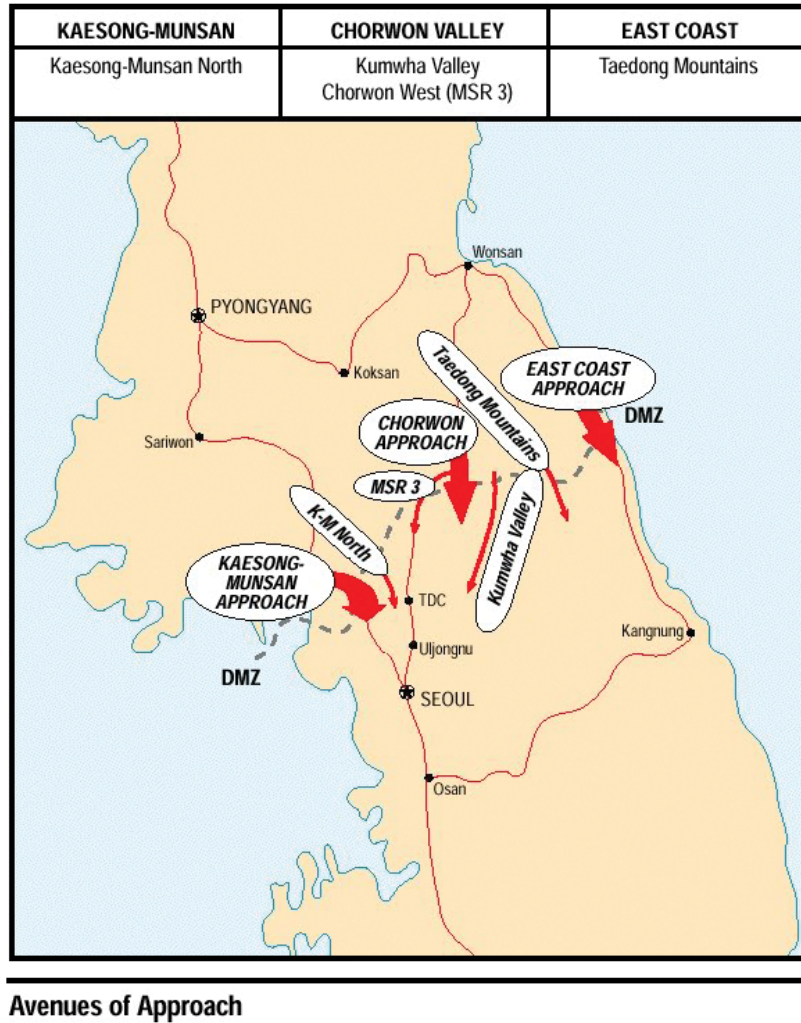 KAESONG-MUNSAN
CHORWON VALLEY
EAST COAST
Kaesong-Munsan North
Kumwha Valley
Chorwon West (MSR 3)
Taedong Mountains
Wonsan
PYONGYANG
Koksan
Taedong Mountains
EAST COAST
APPROACH
DMZ
CHORWON
APPROACH
Sariwon
MSR 3
K-M North
Kumwha Valley
KAESONG-
MUNSAN
APPROACH
TDC
Kangnung
Uljongnu
DMZ
SEOUL
Osan
Avenues of Approach